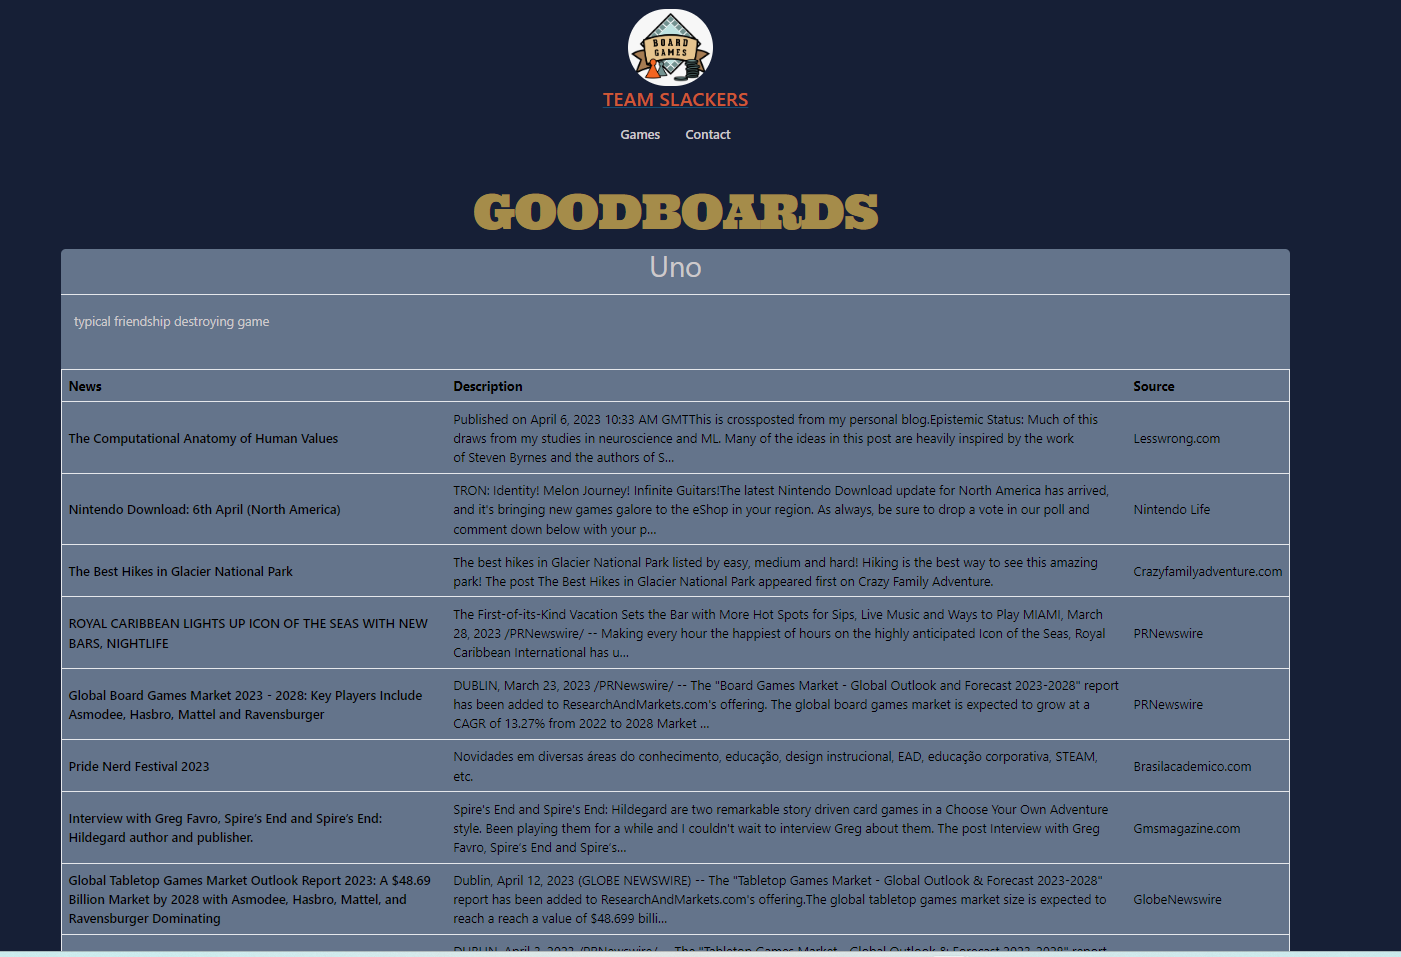 BOARD
GAMES
TEAM SLACKERS
Games Contact
GOODBOARDS
Uno
typical friendship destroying game
News Description Source
The Computational Anatomy of Human Values
Published on April 6, 2023 10:33 AM GMTThis is crossposted from my personal blog.Epistemic Status: Much of this
draws from my studies in neuroscience and ML. Many of the ideas in this post are heavily inspired by the work
of Steven Byrnes and the authors of S...
Lesswrong.com
Nintendo Download: 6th April (North America)
TRON: Identity! Melon Journey! Infinite Guitars!The latest Nintendo Download update for North America has arrived,
and it's bringing new games galore to the eShop in your region. As always, be sure to drop a vote in our poll and
comment down below with your p...
Nintendo Life
The Best Hikes in Glacier National Park
The best hikes in Glacier National Park listed by easy, medium and hard! Hiking is the best way to see this amazing
park! The post The Best Hikes in Glacier National Park appeared first on Crazy Family Adventure.
Crazyfamilyadventure.com
ROYAL CARIBBEAN LIGHTS UP ICON OF THE SEAS WITH NEW
BARS, NIGHTLIFE
The First-of-its-Kind Vacation Sets the Bar with More Hot Spots for Sips, Live Music and Ways to Play MIAMI, March
28, 2023 /PRNewswire/ -- Making every hour the happiest of hours on the highly anticipated Icon of the Seas, Royal
Caribbean International has u...
PRNewswire
Global Board Games Market 2023 - 2028: Key Players Include
Asmodee, Hasbro, Mattel and Ravensburger
DUBLIN, March 23, 2023 /PRNewswire/ -- The "Board Games Market - Global Outlook and Forecast 2023-2028" report
has been added to ResearchAndMarkets.com's offering. The global board games market is expected to grow at a
CAGR of 13.27% from 2022 to 2028 Market ...
PRNewswire
Pride Nerd Festival 2023
Novidades em diversas áreas do conhecimento, educação, design instrucional, EAD, educação corporativa, STEAM,
etc.
Brasilacademico.com
Interview with Greg Favro, Spire's End and Spire's End:
Hildegard author and publisher.
Spire's End and Spire's End: Hildegard are two remarkable story driven card games in a Choose Your Own Adventure
style. Been playing them for a while and I couldn't wait to interview Greg about them. The post Interview with Greg
Favro, Spire's End and Spire's...
Gmsmagazine.com
Global Tabletop Games Market Outlook Report 2023: A $48.69
Billion Market by 2028 with Asmodee, Hasbro, Mattel, and
Ravensburger Dominating
Dublin, April 12, 2023 (GLOBE NEWSWIRE) -- The "Tabletop Games Market - Global Outlook & Forecast 2023-2028"
report has been added to ResearchAndMarkets.com's offering.The global tabletop games market size is expected to
reach a reach a value of $48.699 billi...
GlobeNewswire
DUBLIN, April 3, 2023 /PRNewswire/ -- The "Tabletop Games Market - Global Outlook & Forecast 2023-2028" report